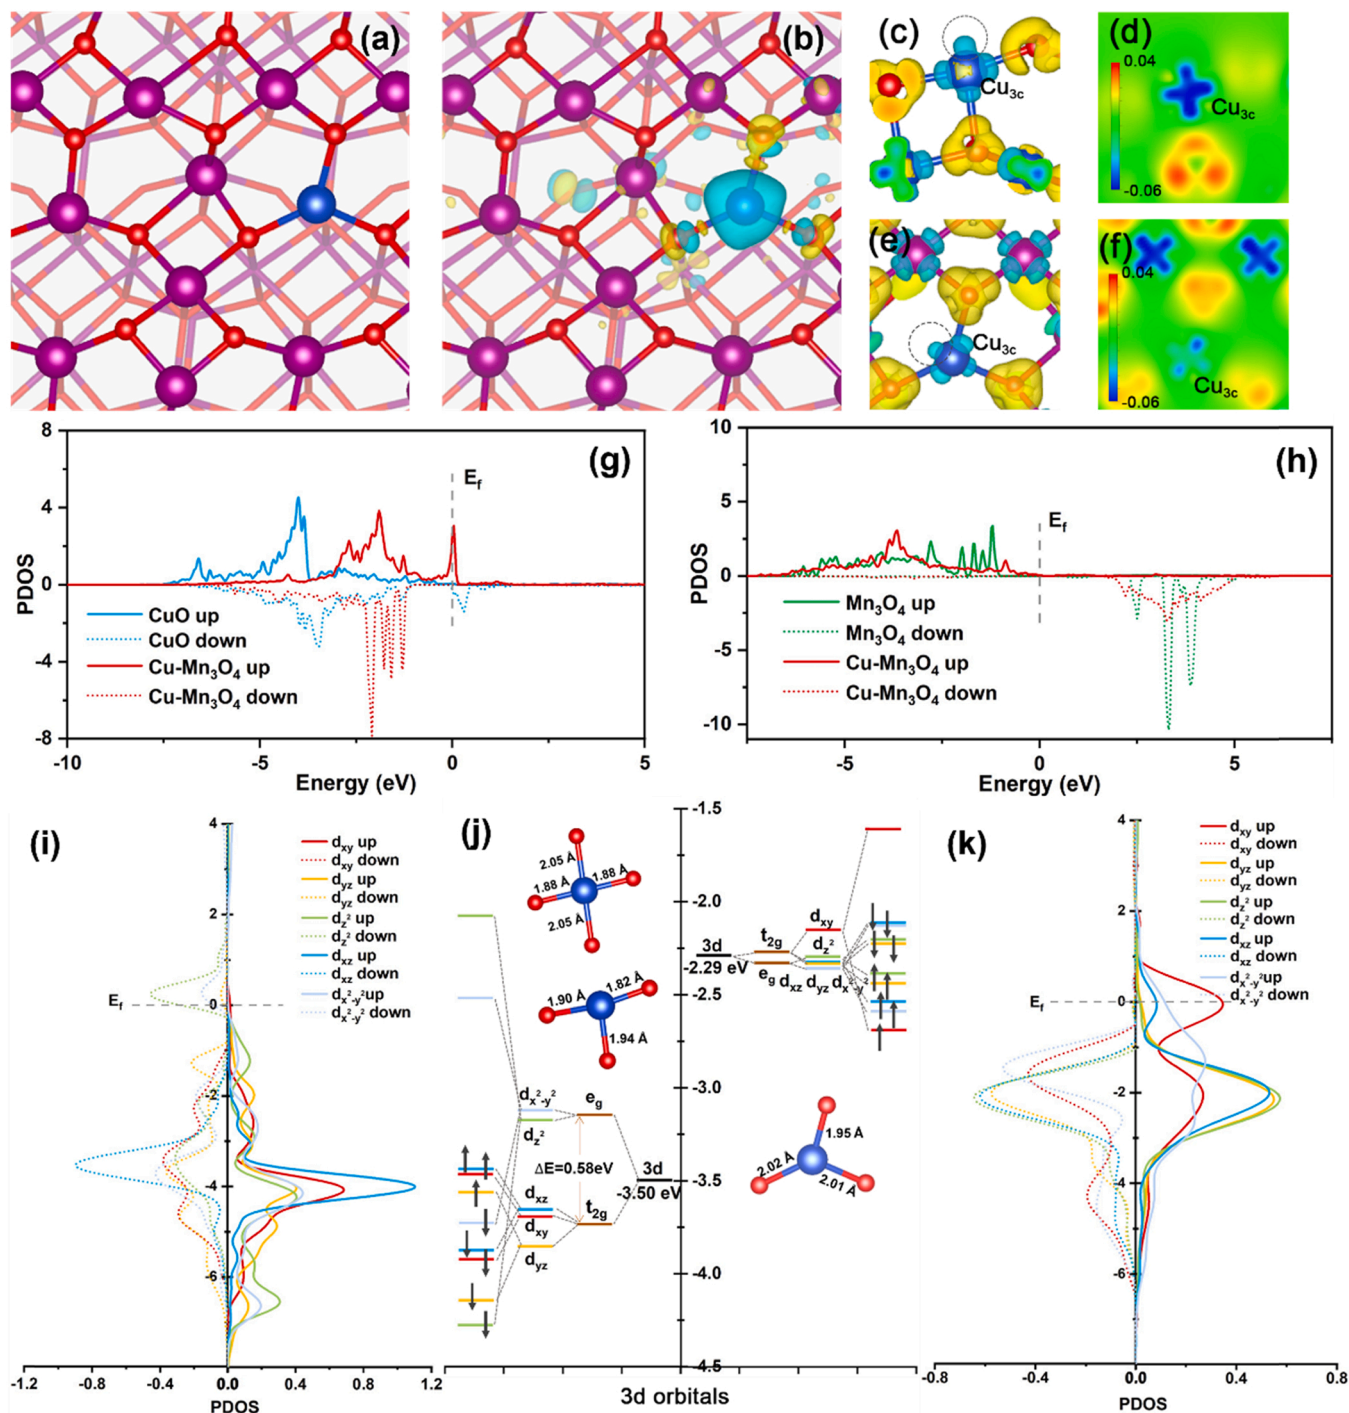 (a)
(b)
(c)
Cu3c
(d)
0.04
-0.06
Cu3c
(e)
Cu3c
(f)
0.04
-0.06
Cu3c
(g)
8
4
0
-4
-8
PDOS
Ef
CuO up
CuO down
Cu-Mn3O4 up
Cu-Mn3O4 down
-10
-5
0
5
Energy (eV)
(h)
10
5
0
-5
-10
PDOS
Ef
Mn3O4 up
Mn3O4 down
Cu-Mn3O4 up
Cu-Mn3O4 down
-5
0
5
Energy (eV)
(i)
4
2
0
-2
-4
-6
Ef
dxy up
dxy down
dyz up
dyz down
dz² up
dz² down
dxz up
dxz down
dx²-y² up
dx²-y² down
-1.2
-0.8
-0.4
0.0
0.4
0.8
1.2
PDOS
(j)
2.05 Å
1.88 Å
1.88 Å
2.05 Å
1.90 Å
1.82 Å
1.94 Å
dx²-y²
eg
dz²
ΔE=0.58eV
3d
-3.50 eV
dxz
dxy
t2g
dyz
-1.5
-2.0
-2.5
-3.0
-3.5
-4.0
-4.5
3d
-2.29 eV
t2g
eg
dxy
dz²
dxz
dyz
dx²-y²
1.95 Å
2.02 Å
2.01 Å
3d orbitals
(k)
4
2
0
-2
-4
-6
Ef
dxy up
dxy down
dyz up
dyz down
dz² up
dz² down
dxz up
dxz down
dx²-y² up
dx²-y² down
-0.8
-0.4
0.0
0.4
0.8
PDOS